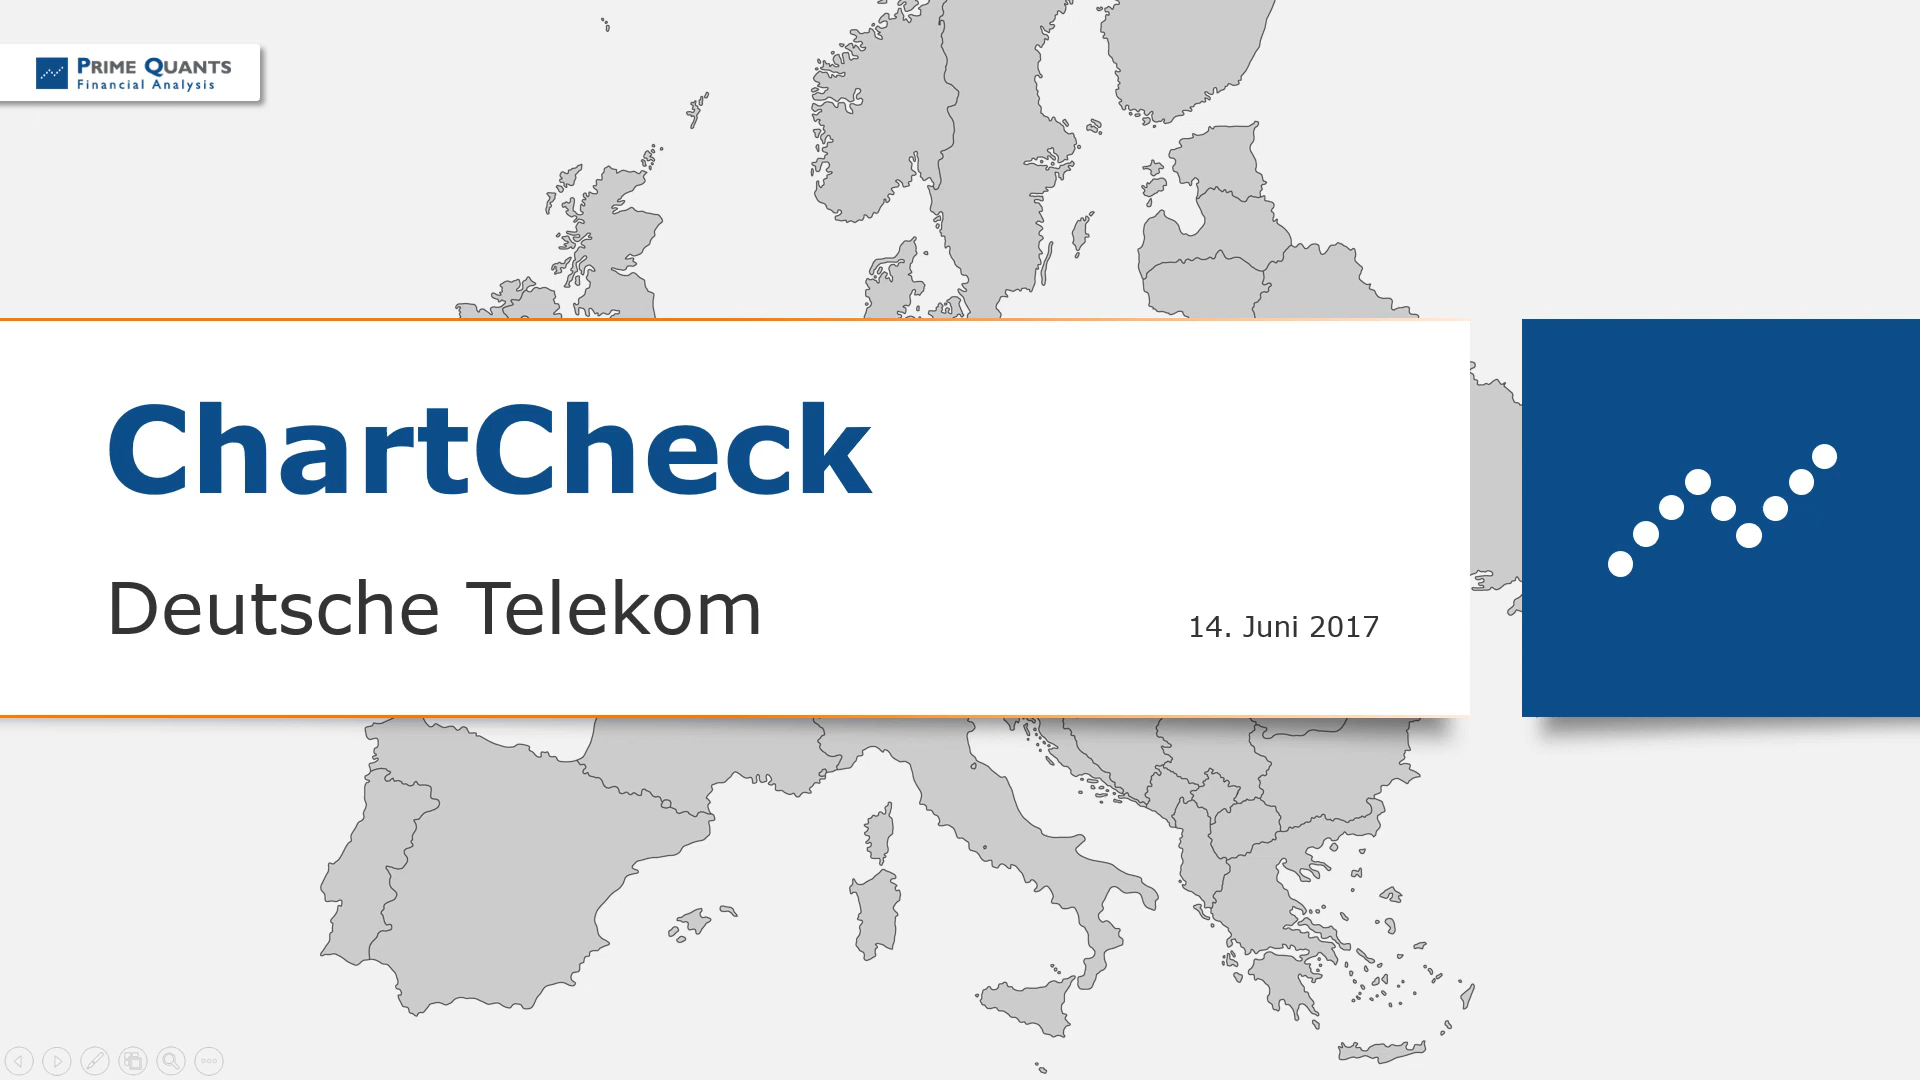 PRIME QUANTS
Financial Analysis
ChartCheck
Deutsche Telekom
14. Juni 2017